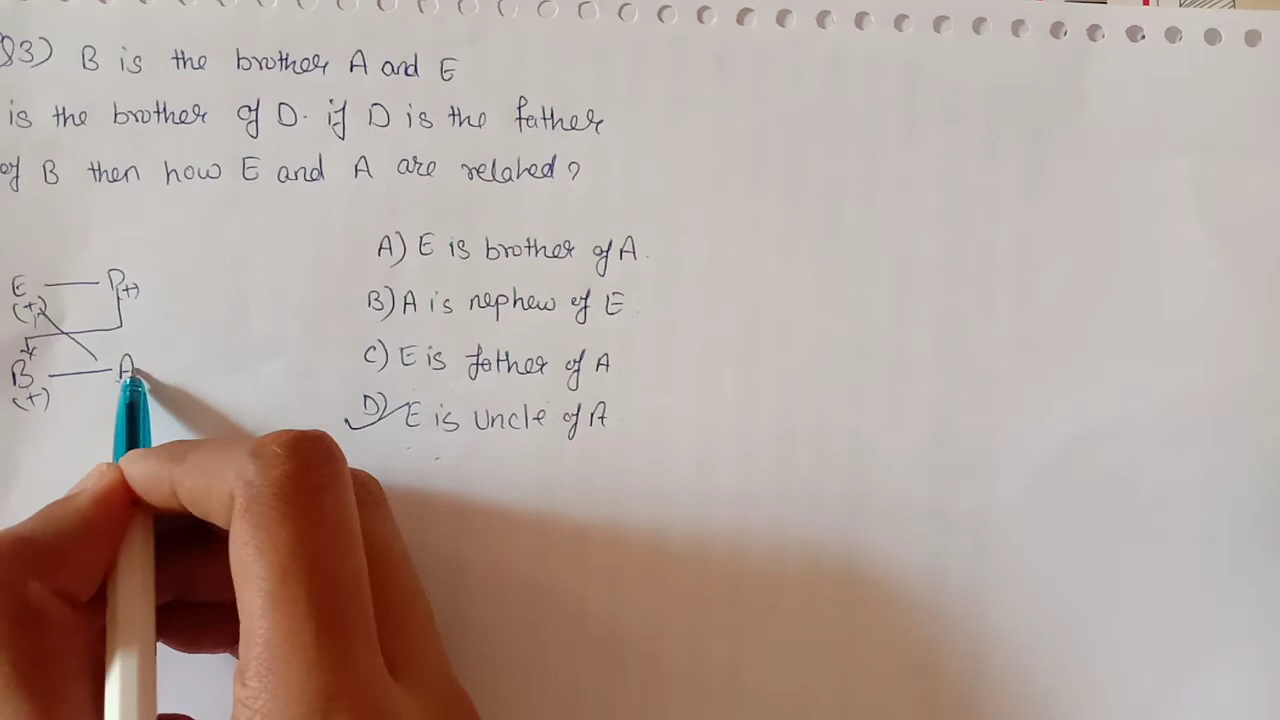 Q3) B is the brother A and E
is the brother of D. if D is the father
of B then how E and A are related?
A) E is brother of A.
B) A is nephew of E
C) E is father of A
D) E is uncle of A
E — D(+)
(+)
B — A
(+)